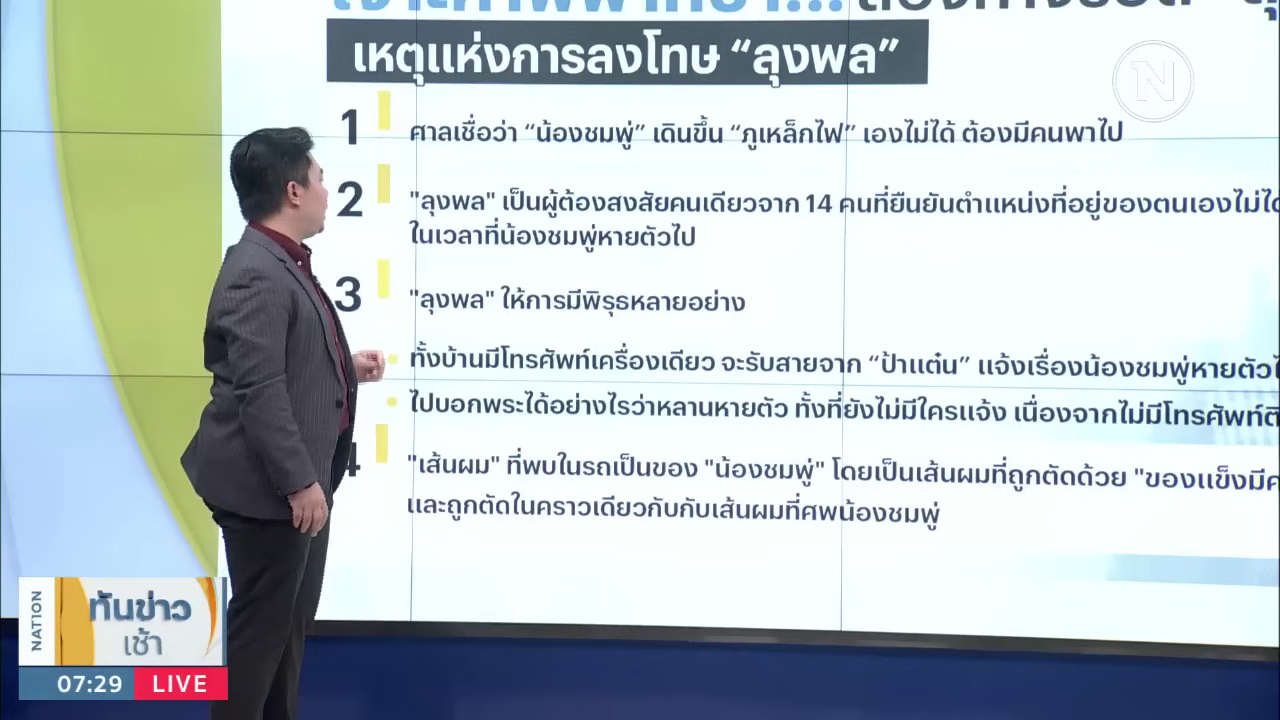 เหตุแห่งการลงโทษ “ลุงพล”
N
1 ศาลเชื่อว่า “น้องชมพู่” เดินขึ้น “ภูเหล็กไฟ” เองไม่ได้ ต้องมีคนพาไป
2 "ลุงพล" เป็นผู้ต้องสงสัยคนเดียวจาก 14 คนที่ยืนยันตำแหน่งที่อยู่ของตนเองไม่ได้
ในเวลาที่น้องชมพู่หายตัวไป
3 "ลุงพล" ให้การมีพิรุธหลายอย่าง
ทั้งบ้านมีโทรศัพท์เครื่องเดียว จะรับสายจาก “ป้าแต๋น” แจ้งเรื่องน้องชมพู่หายตัว
ไปบอกพระได้อย่างไรว่าหลานหายตัว ทั้งที่ยังไม่มีใครแจ้ง เนื่องจากไม่มีโทรศัพท์
4 "เส้นผม" ที่พบในรถเป็นของ "น้องชมพู่" โดยเป็นเส้นผมที่ถูกตัดด้วย "ของแข็งมี
และถูกตัดในคราวเดียวกับกับเส้นผมที่ศพน้องชมพู่
NATION
ทันข่าว
เช้า
07:29 LIVE